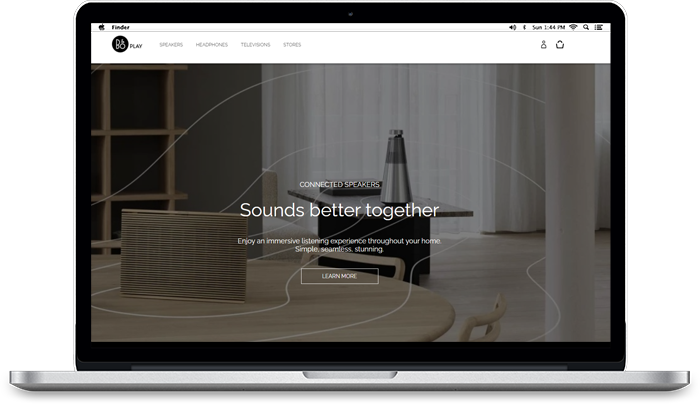 Finder
Sun 1:44 PM
B&O PLAY
SPEAKERS
HEADPHONES
TELEVISIONS
STORES
CONNECTED SPEAKERS
Sounds better together
Enjoy an immersive listening experience throughout your home.
Simple, seamless, stunning.
LEARN MORE